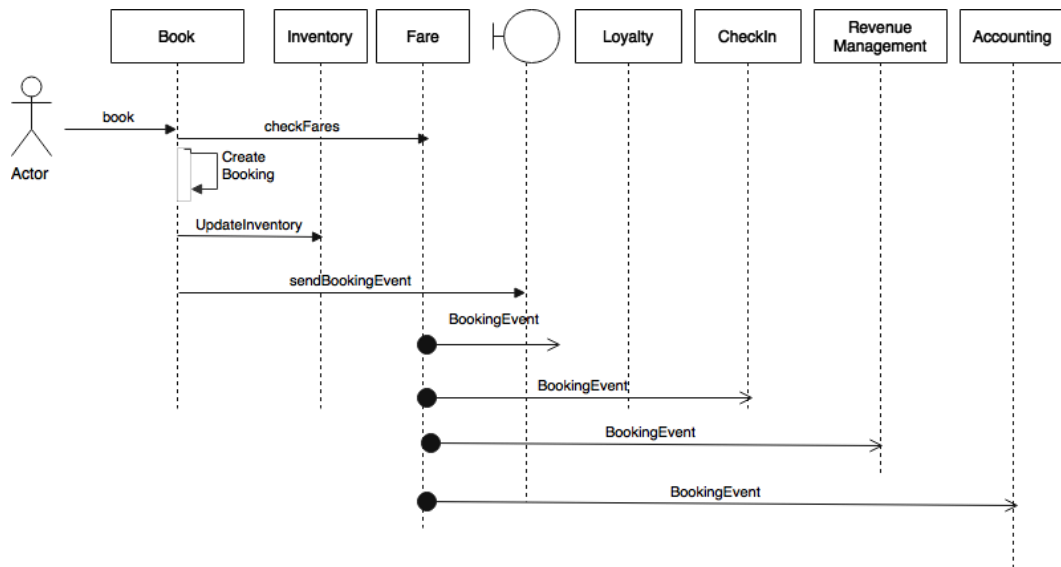 Book
Inventory
Fare
Loyalty
CheckIn
Revenue
Management
Accounting
book
checkFares
Actor
Create
Booking
UpdateInventory
sendBookingEvent
BookingEvent
BookingEvent
BookingEvent
BookingEvent